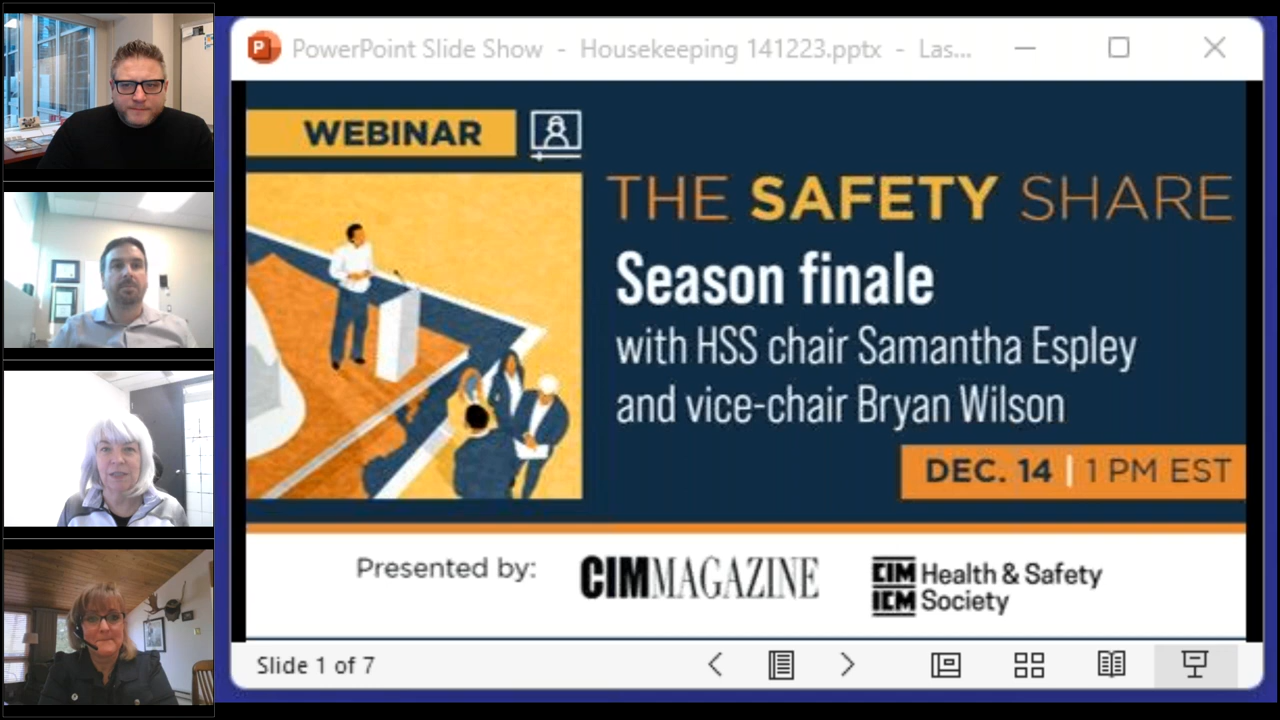 PowerPoint Slide Show - Housekeeping 141223.pptx - Las...
WEBINAR
THE SAFETY SHARE
Season finale
with HSS chair Samantha Espley
and vice-chair Bryan Wilson
DEC. 14 | 1 PM EST
Presented by:
CIM MAGAZINE
CIM Health & Safety
ICM Society
Slide 1 of 7